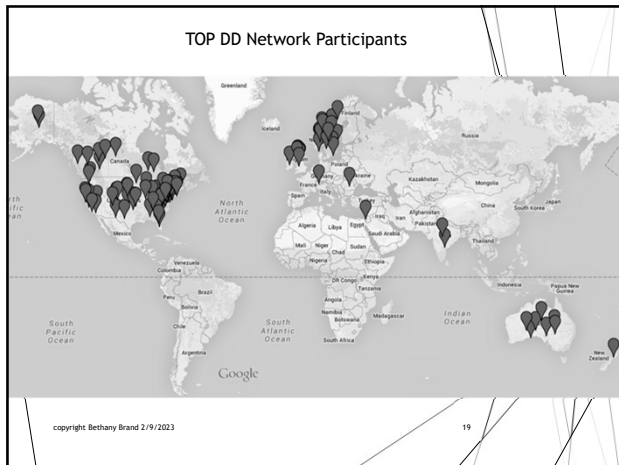 TOP DD Network Participants
Greenland
Iceland
Finland
Russia
Canada
Poland
Germany
Ukraine
France
Kazakhstan
Mongolia
Italy
Spain
Turkey
North
Atlantic
Ocean
Afghanistan
China
South Korea
Japan
Iraq
Iran
Pakistan
Algeria
Libya
Egypt
Saudi Arabia
Mexico
Mali
Niger
Sudan
Chad
Thailand
Nigeria
Ethiopia
Venezuela
Colombia
Kenya
DR Congo
Indonesia
Papua New
Guinea
Tanzania
Peru
Brazil
Angola
Bolivia
Namibia
Madagascar
Botswana
South
Pacific
Ocean
Chile
South
Atlantic
Ocean
Indian
Ocean
South Africa
Argentina
New
Zealand
Google
copyright Bethany Brand 2/9/2023
19